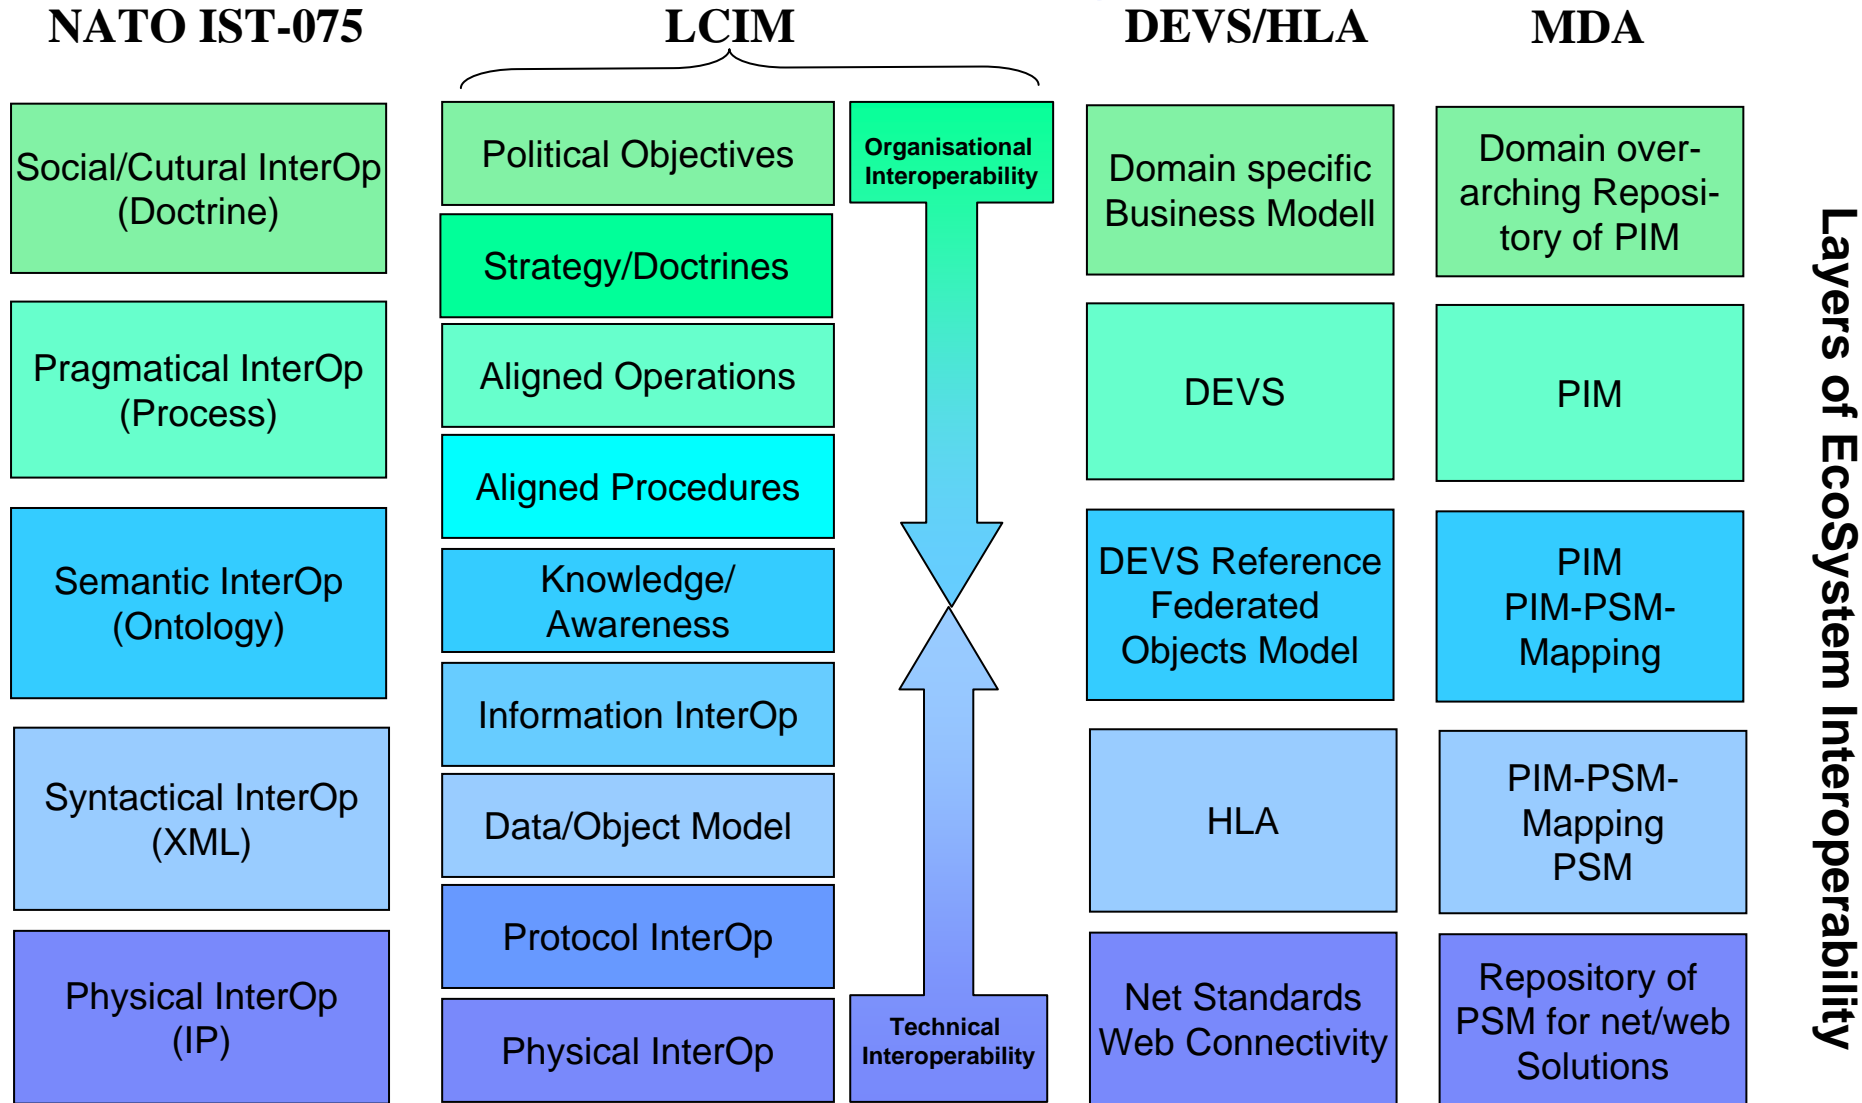 NATO IST-075
LCIM
DEVS/HLA
MDA
Social/Cutural InterOp
(Doctrine)
Pragmatical InterOp
(Process)
Semantic InterOp
(Ontology)
Syntactical InterOp
(XML)
Physical InterOp
(IP)
Political Objectives
Strategy/Doctrines
Aligned Operations
Aligned Procedures
Knowledge/
Awareness
Information InterOp
Data/Object Model
Protocol InterOp
Physical InterOp
Organisational
Interoperability
Technical
Interoperability
Domain specific
Business Modell
DEVS
DEVS Reference
Federated
Objects Model
HLA
Net Standards
Web Connectivity
Domain over-
arching Reposi-
tory of PIM
PIM
PIM
PIM-PSM-
Mapping
PIM-PSM-
Mapping
PSM
Repository of
PSM for net/web
Solutions
Layers of EcoSystem Interoperability